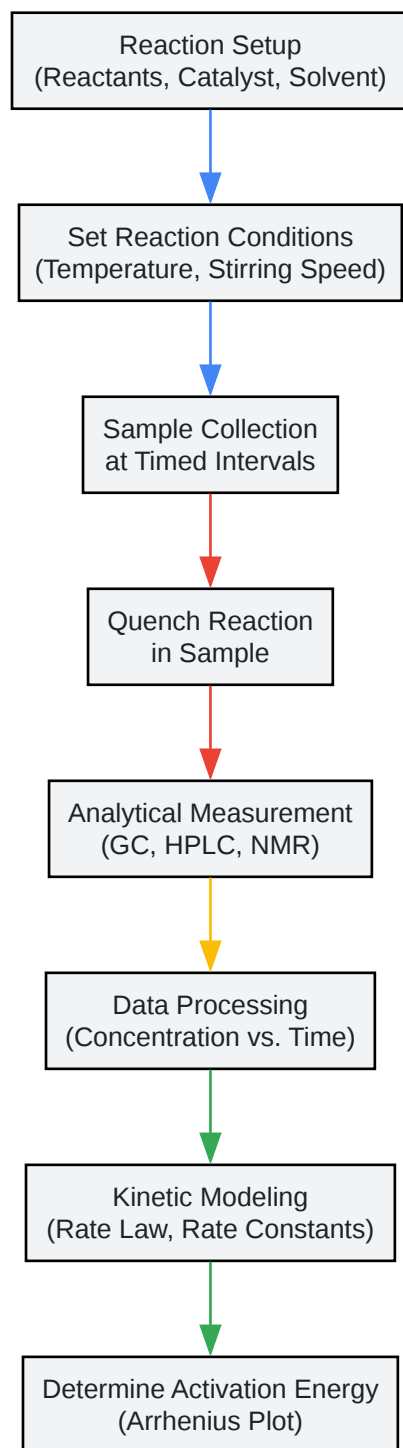 Reaction Setup
(Reactants, Catalyst, Solvent)
Set Reaction Conditions
(Temperature, Stirring Speed)
Sample Collection
at Timed Intervals
Quench Reaction
in Sample
Analytical Measurement
(GC, HPLC, NMR)
Data Processing
(Concentration vs. Time)
Kinetic Modeling
(Rate Law, Rate Constants)
Determine Activation Energy
(Arrhenius Plot)